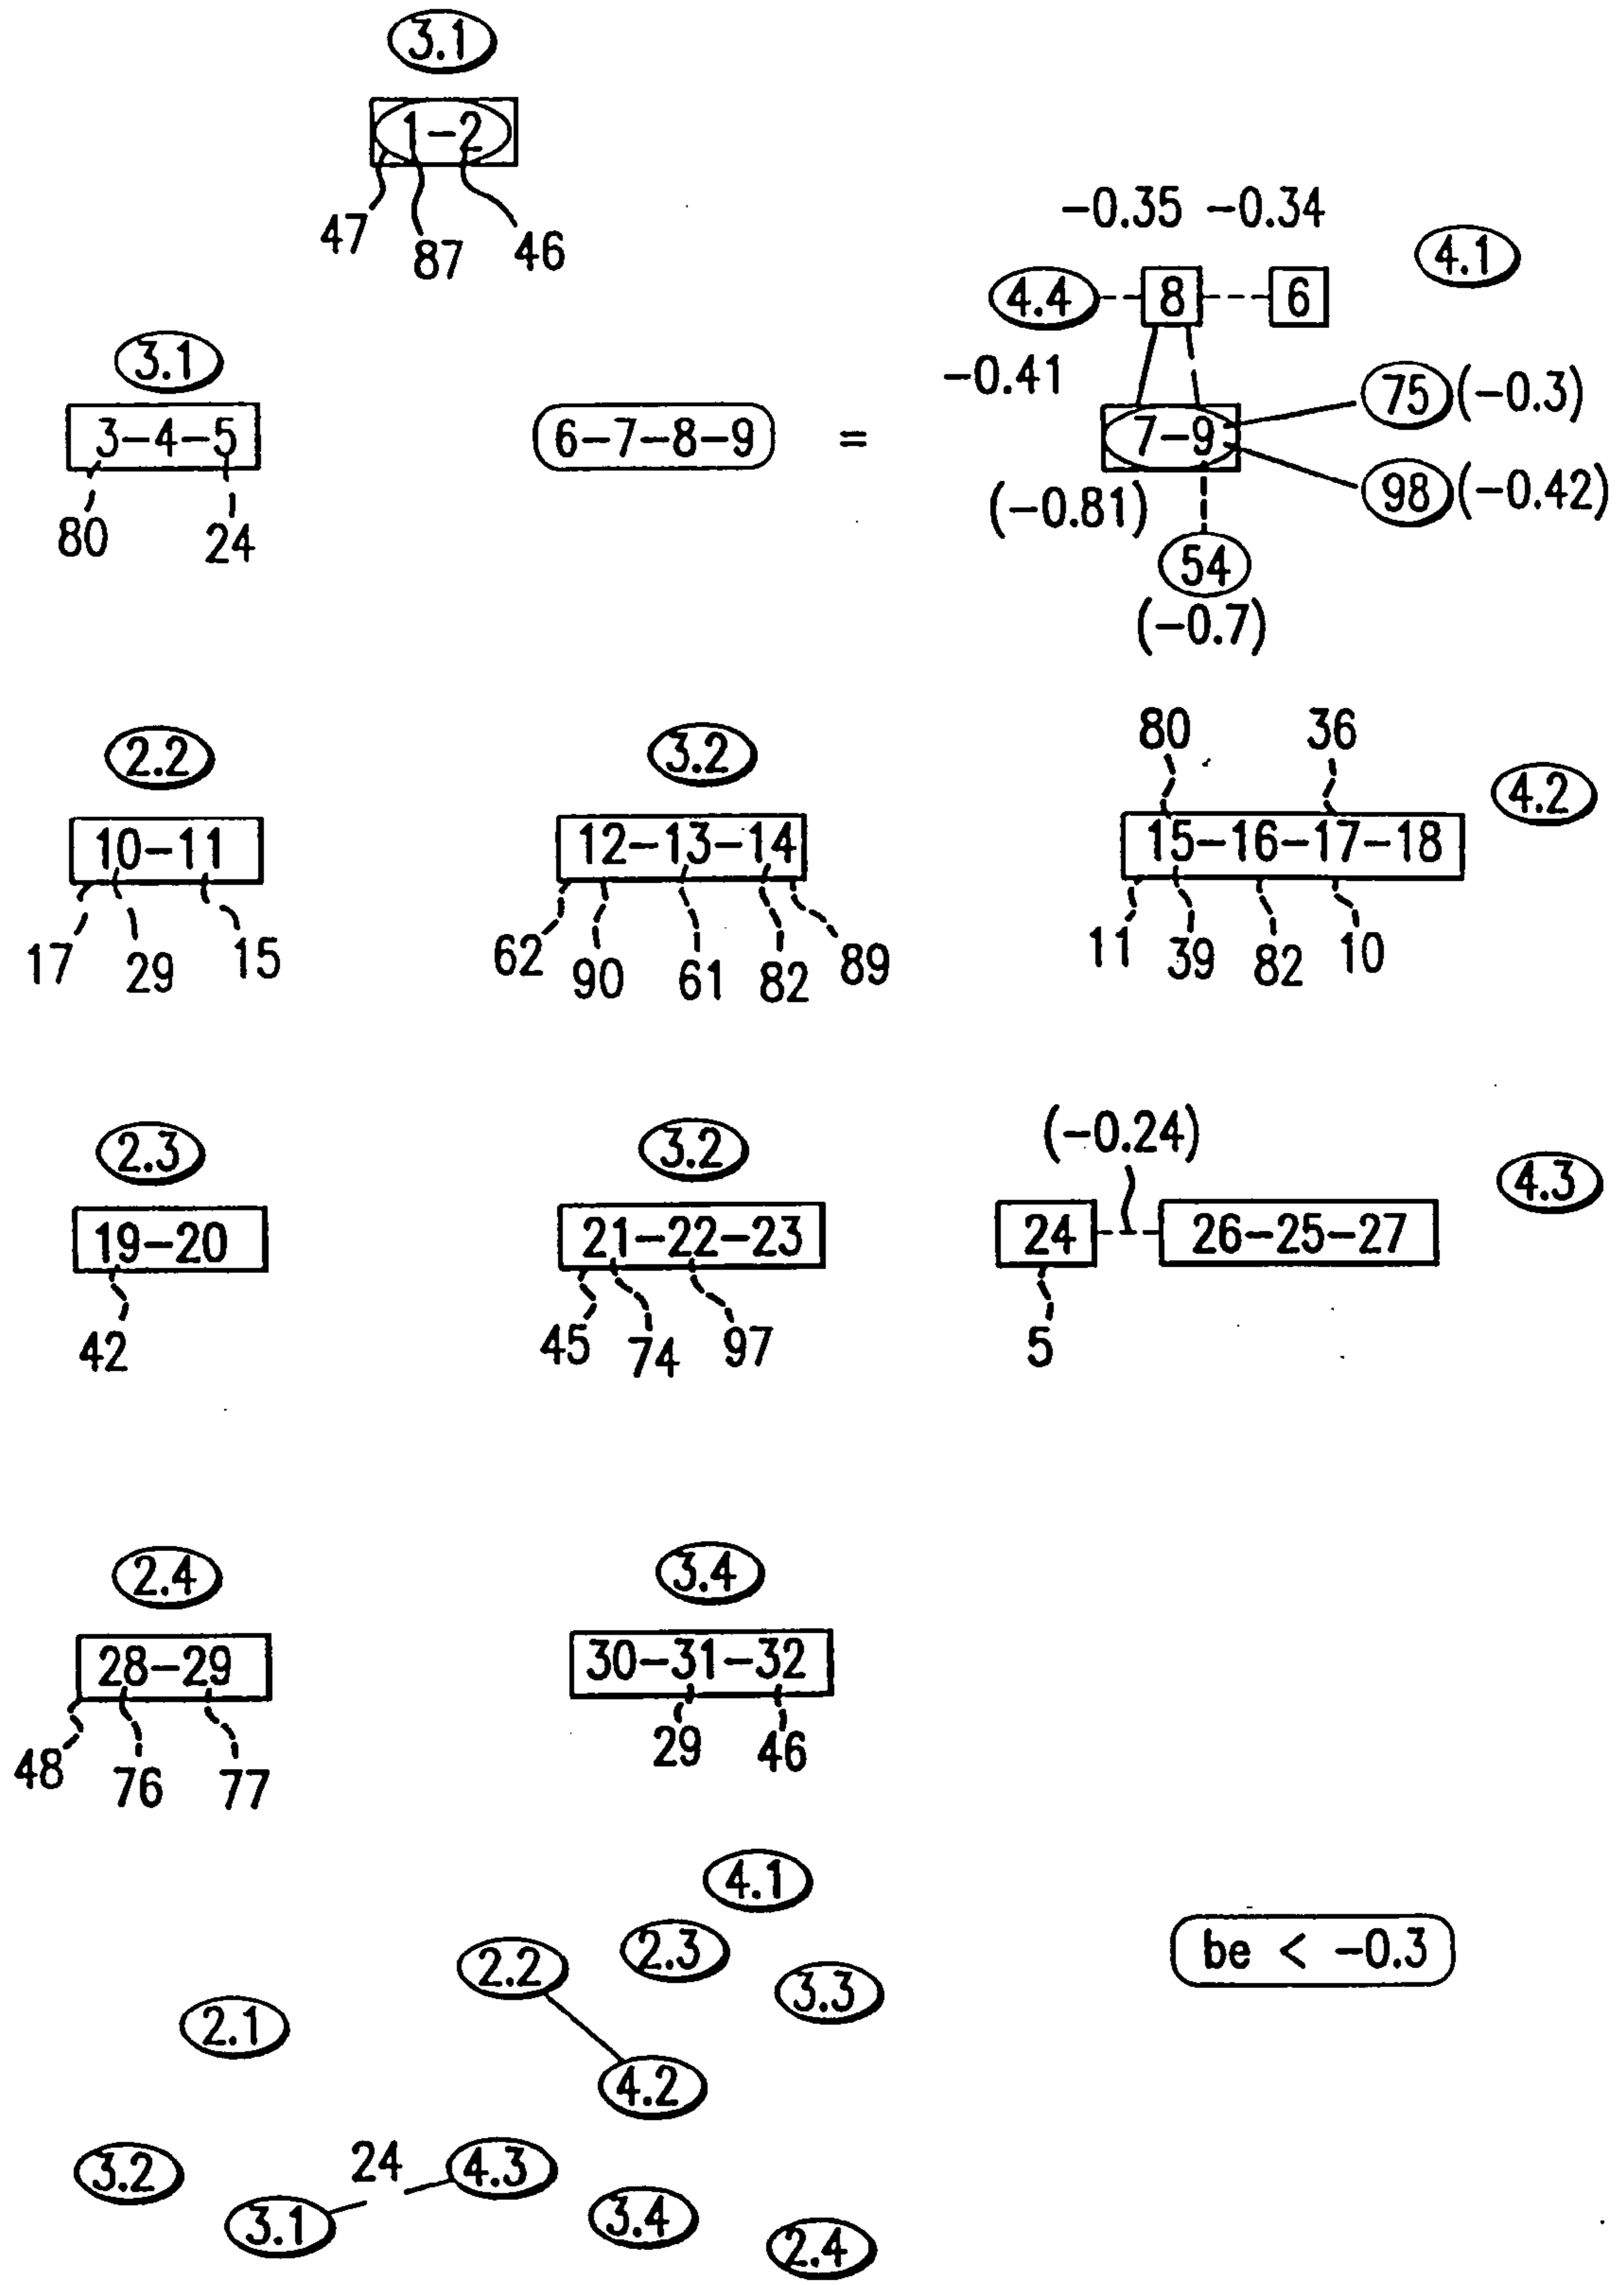 3.1
1-2
47 87 46
-0.35 -0.34
4.1
4.4 8 6
3.1
-0.41
75 (-0.3)
3-4-5 6-7-8-9 = 7-9
98 (-0.42)
(-0.81)
80 24
54
(-0.7)
2.2 3.2 80 36
4.2
10-11 12-13-14 15-16-17-18
17 29 15 62 90 61 82 89 11 39 82 10
(-0.24)
2.3 3.2 4.3
19-20 21-22-23 24 26-25-27
42 45 74 97 5
2.4 3.4
28-29 30-31-32
48 76 77 29 46
4.1
2.2 2.3 be < -0.3
3.3
2.1
4.2
3.2 24 4.3
3.1 3.4
2.4